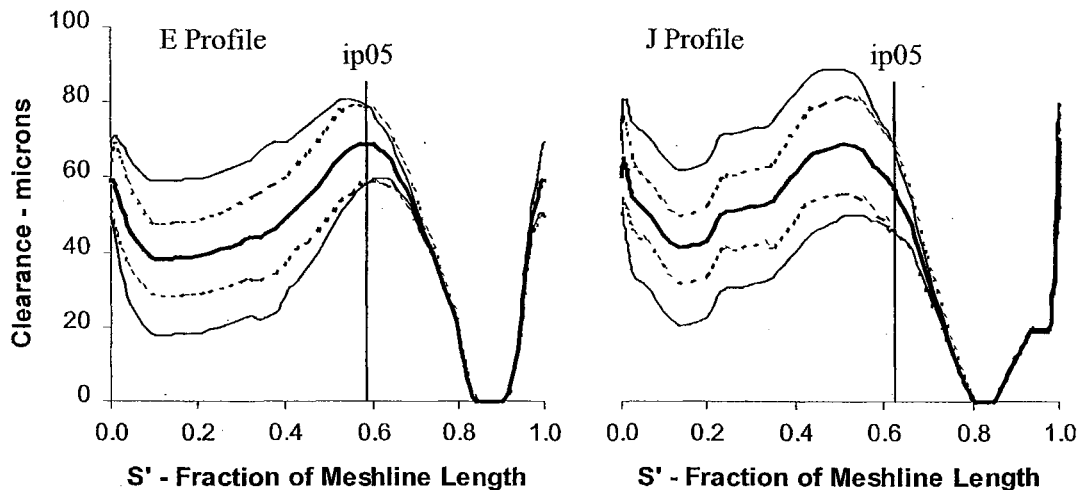 E Profile
J Profile
ip05
ip05
Clearance - microns
100
80
60
40
20
0
0.0 0.2 0.4 0.6 0.8 1.0
0.0 0.2 0.4 0.6 0.8 1.0
S' - Fraction of Meshline Length
S' - Fraction of Meshline Length